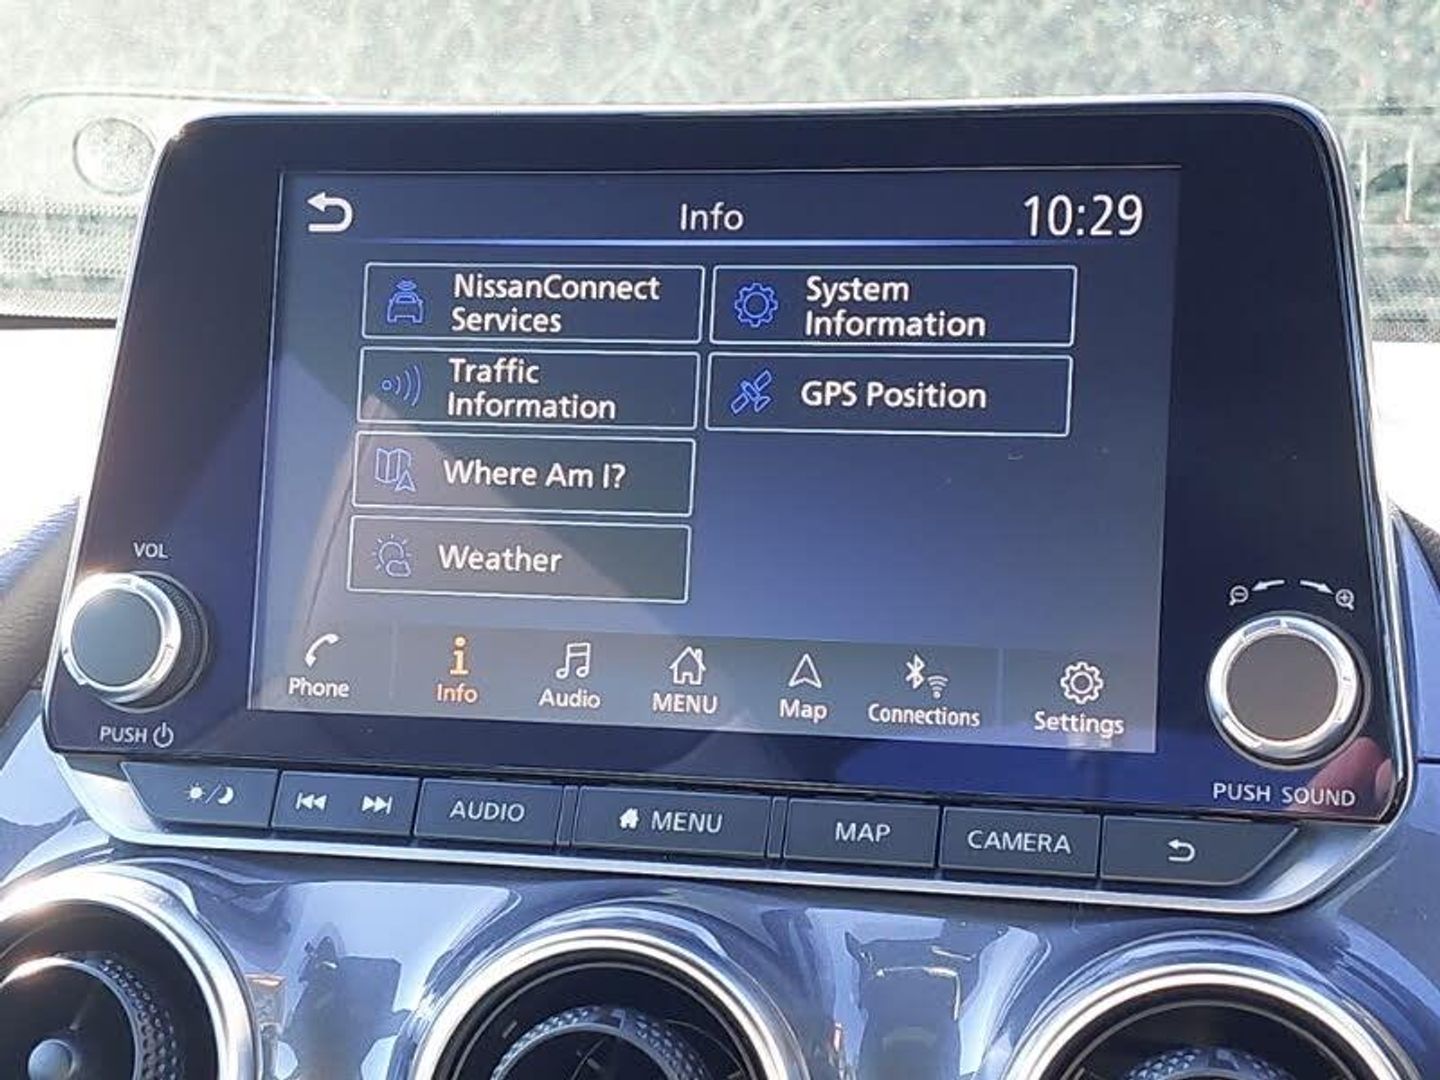 Info
10:29
NissanConnect
Services
System
Information
Traffic
Information
GPS Position
Where Am I?
Weather
VOL
PUSH
Phone
Info
Audio
MENU
Map
Connections
Settings
PUSH SOUND
AUDIO
MENU
MAP
CAMERA